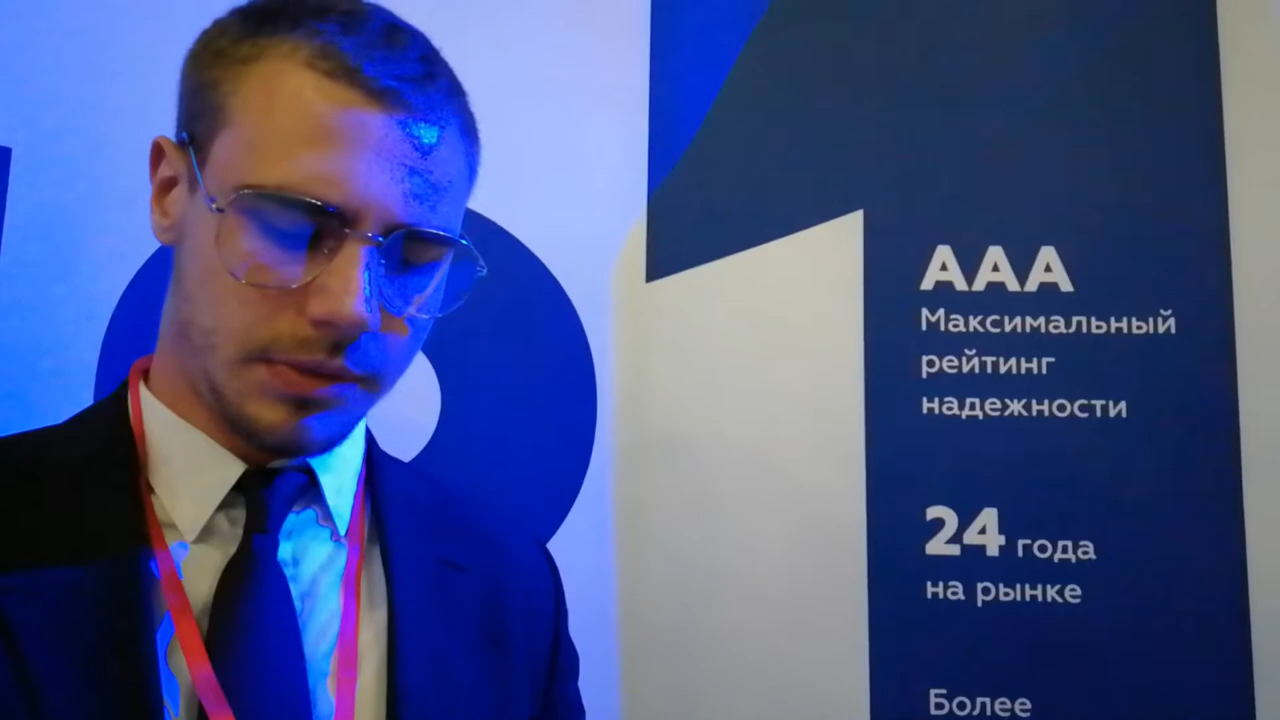 AAA
Максимальный
рейтинг
надежности
24 года
на рынке
Более